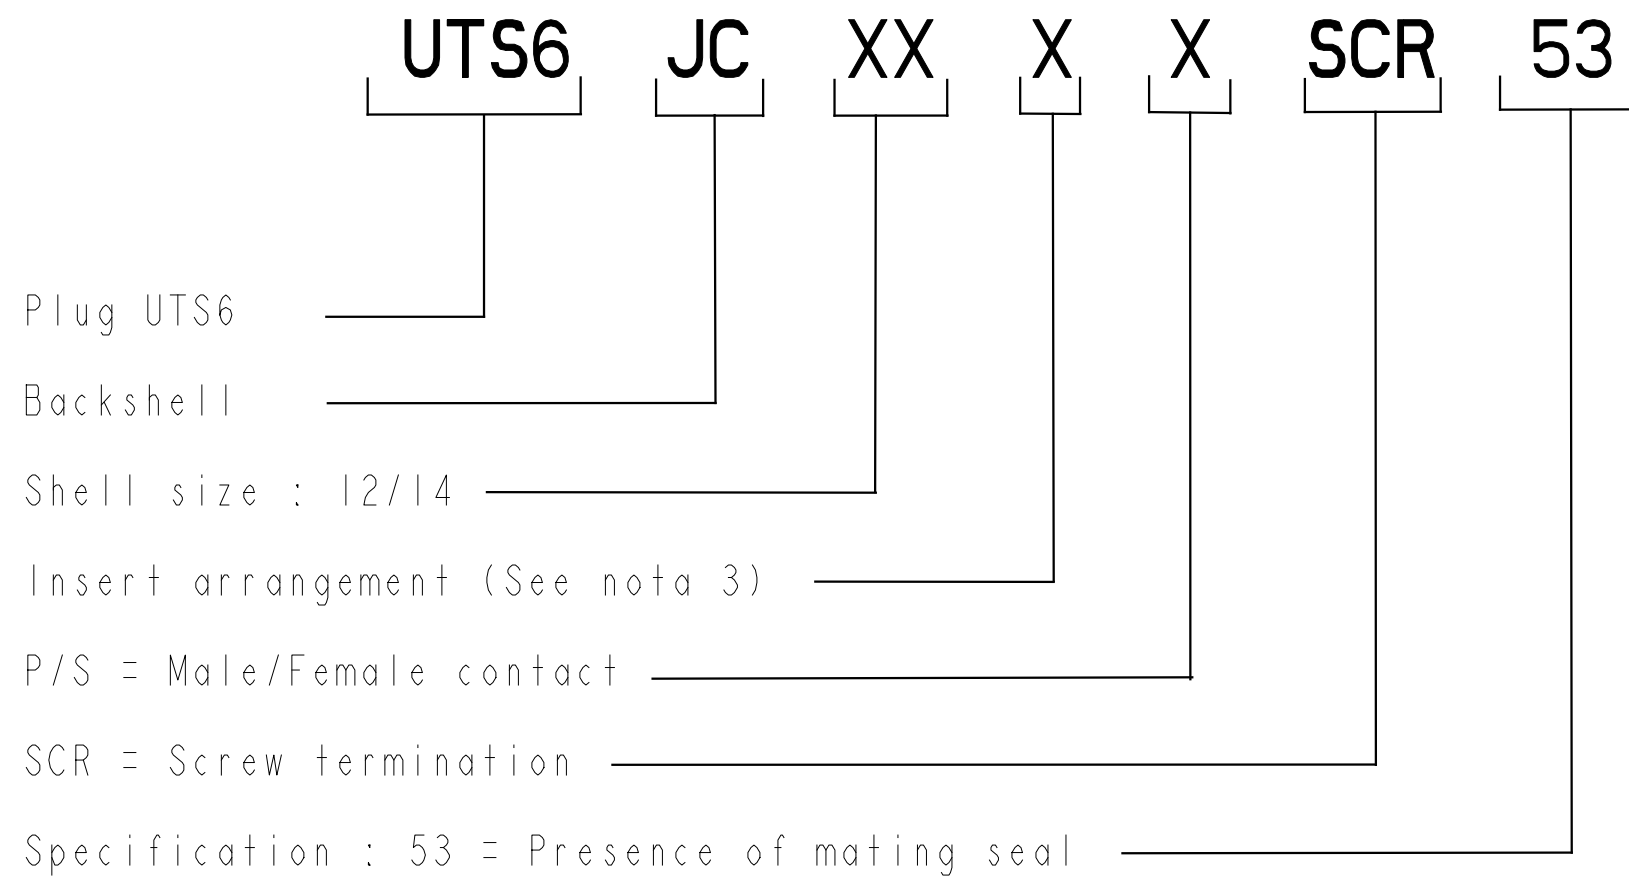 UTS6 JC XX X X SCR 53
Plug UTS6
Backshell
Shell size : 12/14
Insert arrangement (See nota 3)
P/S = Male/Female contact
SCR = Screw termination
Specification : 53 = Presence of mating seal